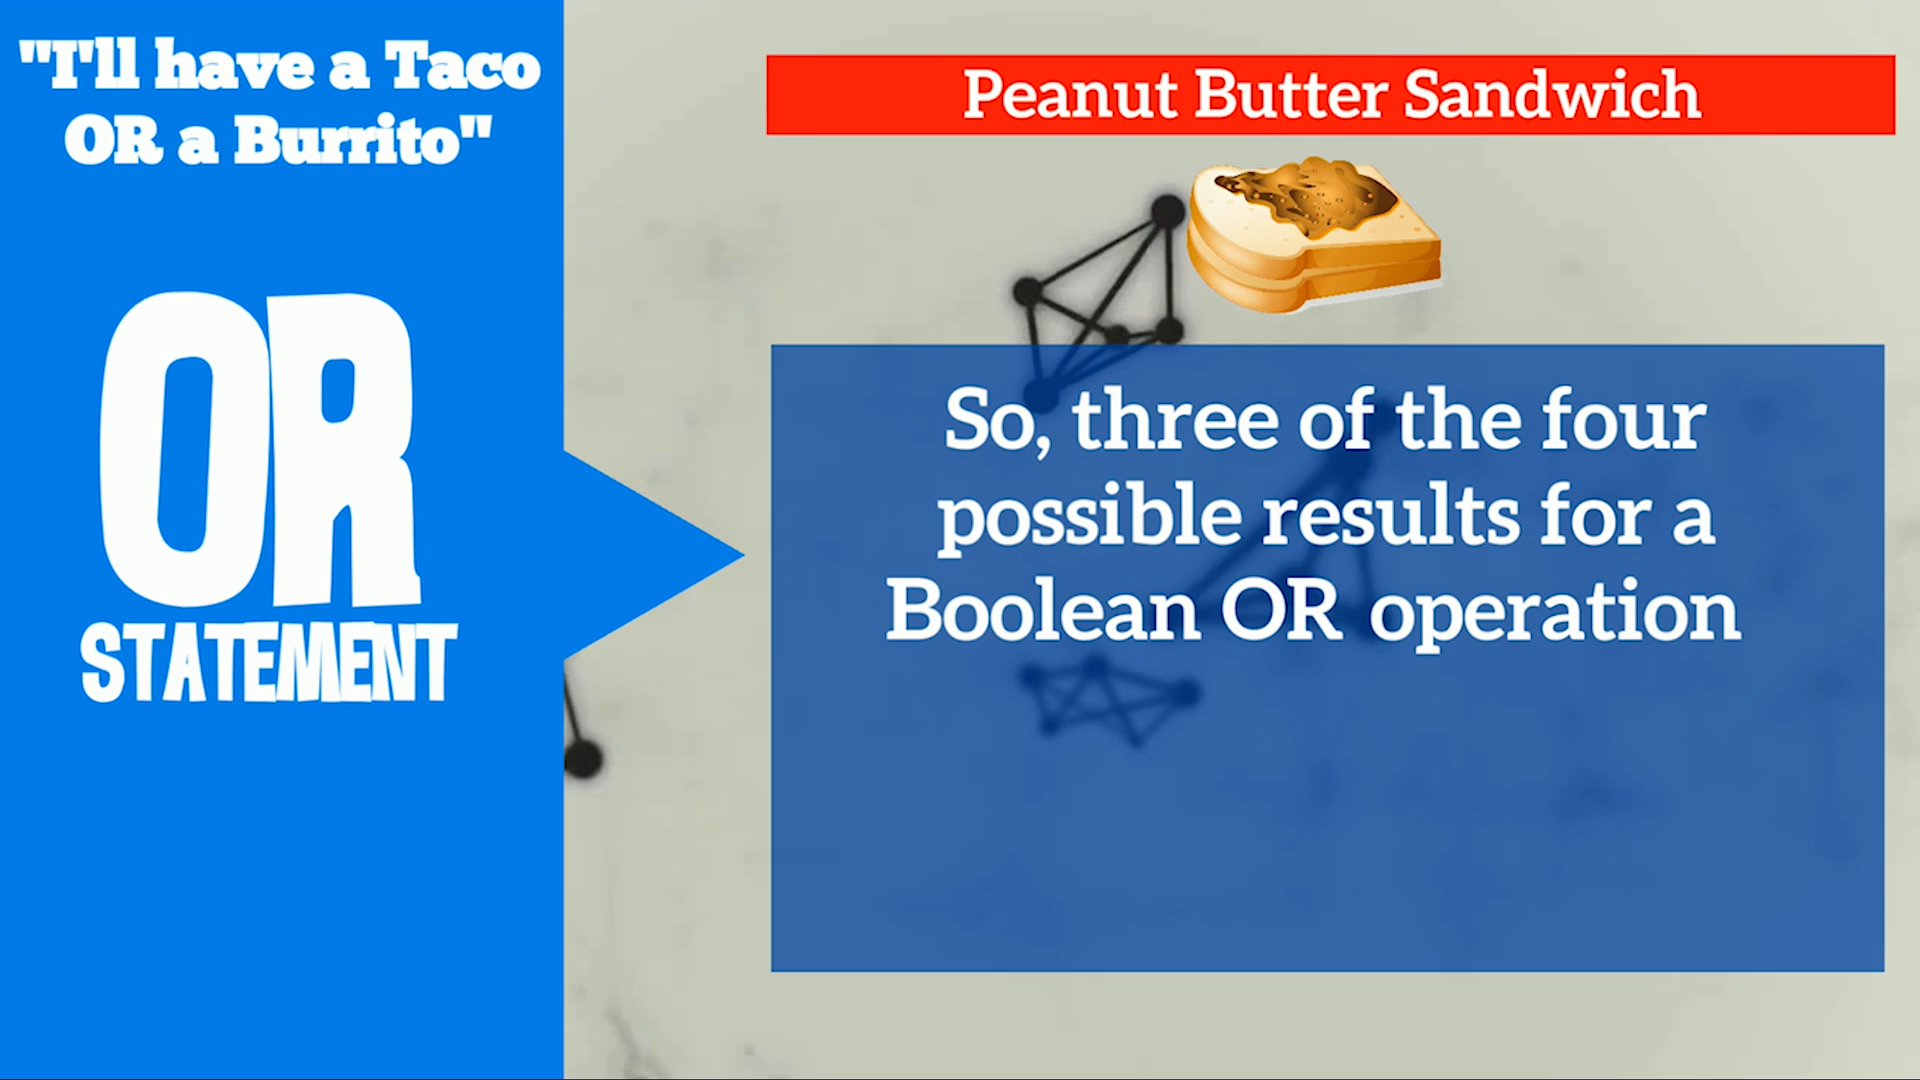 "I'll have a Taco
OR a Burrito"
OR
STATEMENT
Peanut Butter Sandwich
So, three of the four
possible results for a
Boolean OR operation